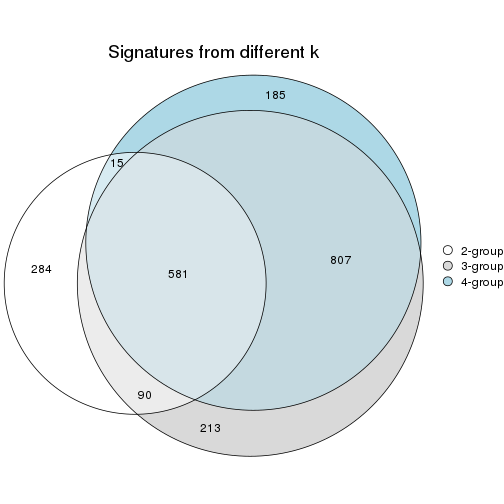 Signatures from different k
185
15
284
581
807
90
213
2-group
3-group
4-group